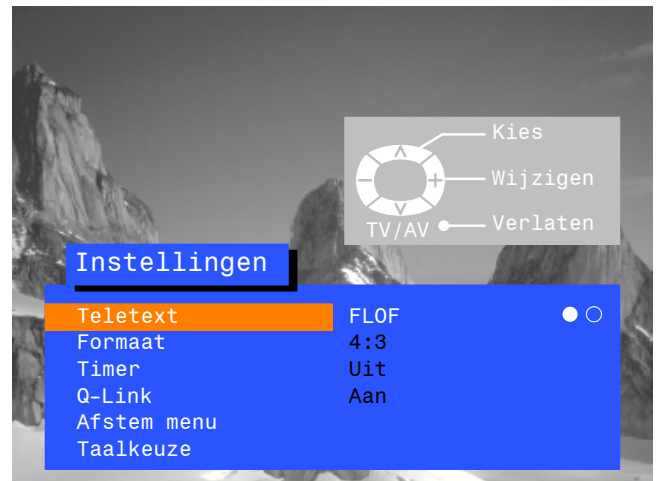 Kies
Wijzigen
TV/AV
Verlaten
Instellingen
Teletext FLOF
Formaat 4:3
Timer Uit
Q-Link Aan
Afstem menu
Taalkeuze